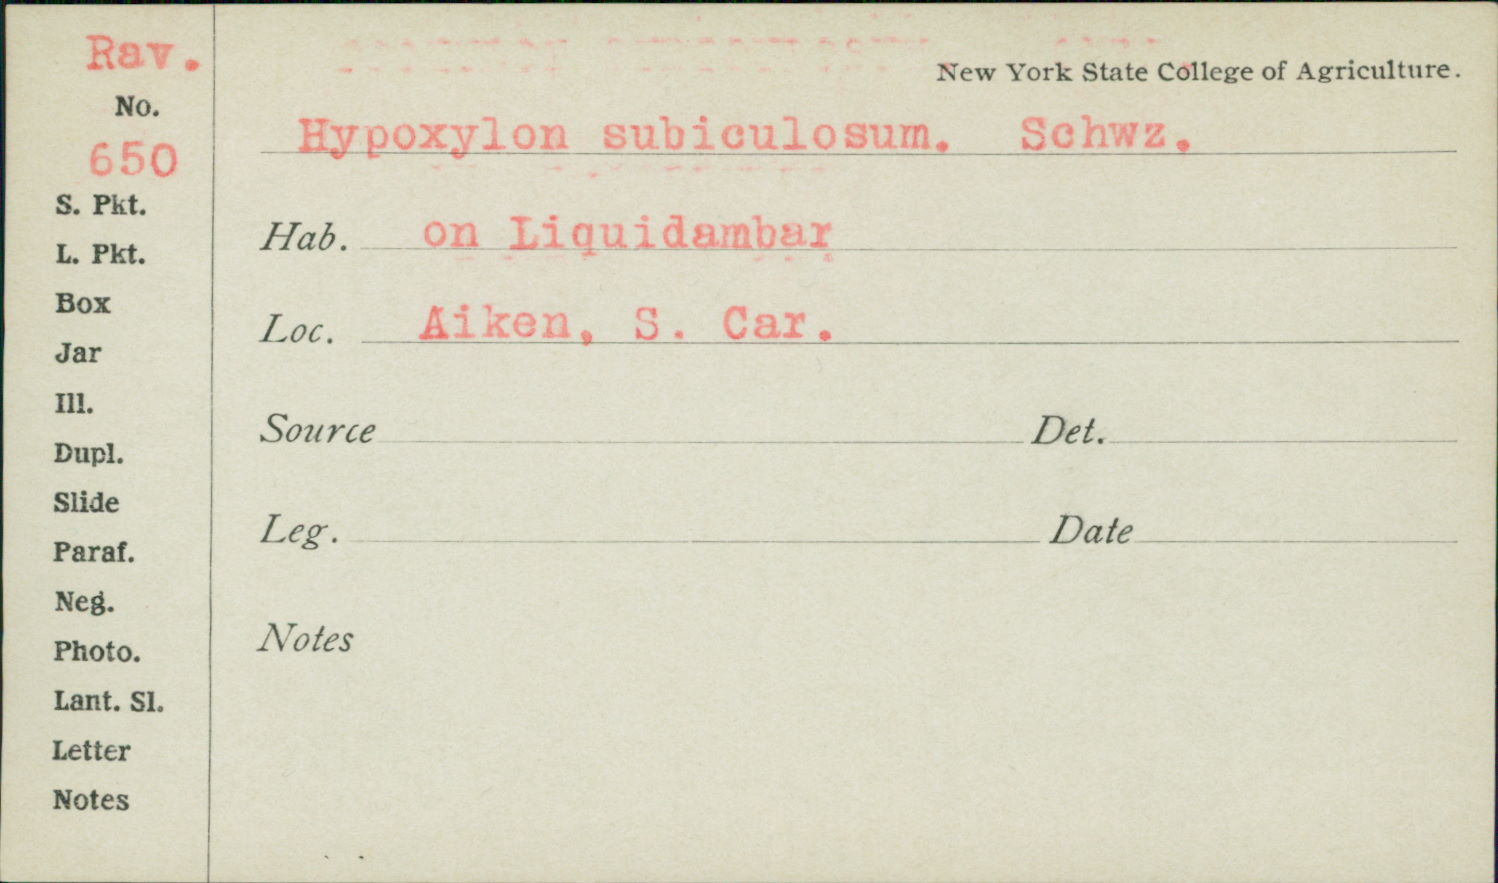 Rav.
No.
650
S. Pkt.
L. Pkt.
Box
Jar
Ill.
Dupl.
Slide
Paraf.
Neg.
Photo.
Lant. Sl.
Letter
Notes
New York State College of Agriculture.
Hypoxylon subiculosum. Schwz.
Hab. on Liquidambar
Loc. Aiken, S. Car.
Source Det.
Leg. Date
Notes